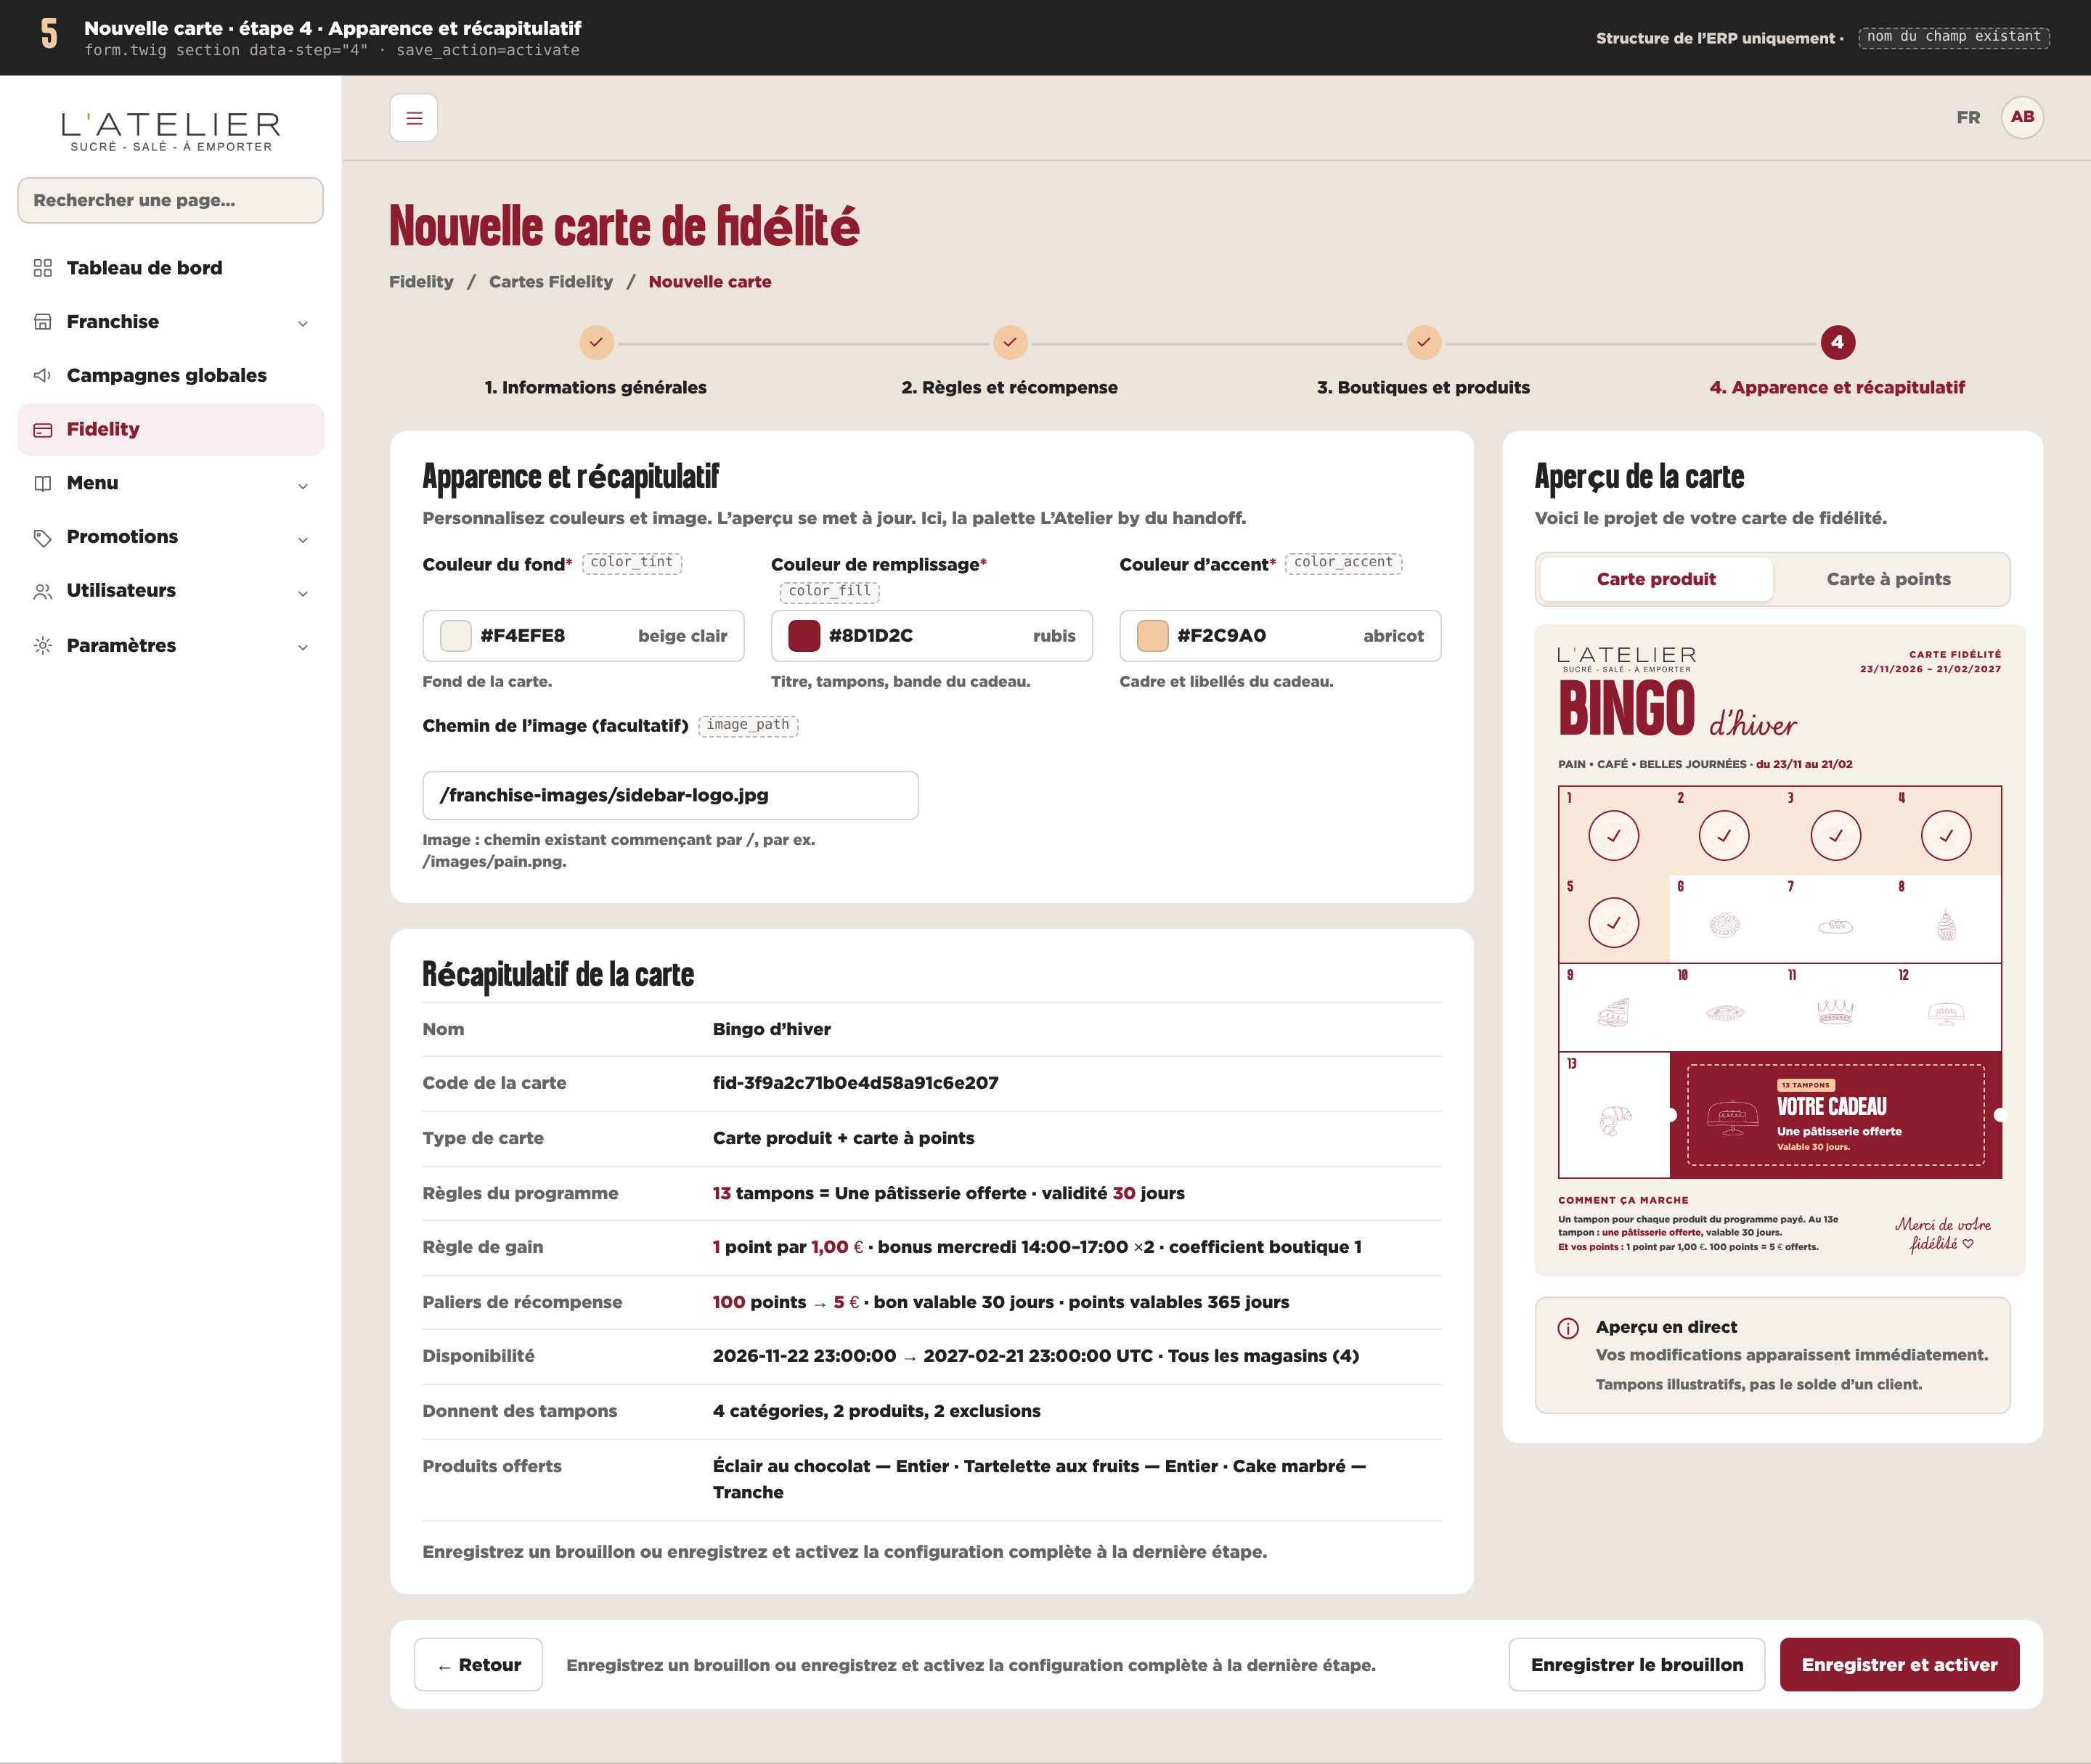 5
Nouvelle carte · étape 4 · Apparence et récapitulatif
form.twig section data-step="4" · save_action=activate
Structure de l’ERP uniquement · nom du champ existant
L'ATELIER
SUCRÉ - SALÉ - À EMPORTER
Rechercher une page...
Tableau de bord
Franchise
Campagnes globales
Fidelity
Menu
Promotions
Utilisateurs
Paramètres
FR
AB
Nouvelle carte de fidélité
Fidelity / Cartes Fidelity / Nouvelle carte
4
1. Informations générales
2. Règles et récompense
3. Boutiques et produits
4. Apparence et récapitulatif
Apparence et récapitulatif
Personnalisez couleurs et image. L’aperçu se met à jour. Ici, la palette L’Atelier by du handoff.
Couleur du fond* color_tint
#F4EFE8 beige clair
Fond de la carte.
Couleur de remplissage*
color_fill
#8D1D2C rubis
Titre, tampons, bande du cadeau.
Couleur d’accent* color_accent
#F2C9A0 abricot
Cadre et libellés du cadeau.
Chemin de l’image (facultatif) image_path
/franchise-images/sidebar-logo.jpg
Image : chemin existant commençant par /, par ex.
/images/pain.png.
Récapitulatif de la carte
Nom Bingo d’hiver
Code de la carte fid-3f9a2c71b0e4d58a91c6e207
Type de carte Carte produit + carte à points
Règles du programme 13 tampons = Une pâtisserie offerte · validité 30 jours
Règle de gain 1 point par 1,00 € · bonus mercredi 14:00–17:00 ×2 · coefficient boutique 1
Paliers de récompense 100 points → 5 € · bon valable 30 jours · points valables 365 jours
Disponibilité 2026-11-22 23:00:00 → 2027-02-21 23:00:00 UTC · Tous les magasins (4)
Donnent des tampons 4 catégories, 2 produits, 2 exclusions
Produits offerts Éclair au chocolat — Entier · Tartelette aux fruits — Entier · Cake marbré —
Tranche
Enregistrez un brouillon ou enregistrez et activez la configuration complète à la dernière étape.
Aperçu de la carte
Voici le projet de votre carte de fidélité.
Carte produit
Carte à points
L'ATELIER
SUCRÉ - SALÉ - À EMPORTER
CARTE FIDÉLITÉ
23/11/2026 – 21/02/2027
BINGO d’hiver
PAIN • CAFÉ • BELLES JOURNÉES · du 23/11 au 21/02
1 2 3 4
5 6 7 8
9 10 11 12
13
13 TAMPONS
VOTRE CADEAU
Une pâtisserie offerte
Valable 30 jours.
COMMENT ÇA MARCHE
Un tampon pour chaque produit du programme payé. Au 13e
tampon : une pâtisserie offerte, valable 30 jours.
Et vos points : 1 point par 1,00 €. 100 points = 5 € offerts.
Merci de votre
fidélité ♡
Aperçu en direct
Vos modifications apparaissent immédiatement.
Tampons illustratifs, pas le solde d’un client.
← Retour
Enregistrez un brouillon ou enregistrez et activez la configuration complète à la dernière étape.
Enregistrer le brouillon
Enregistrer et activer